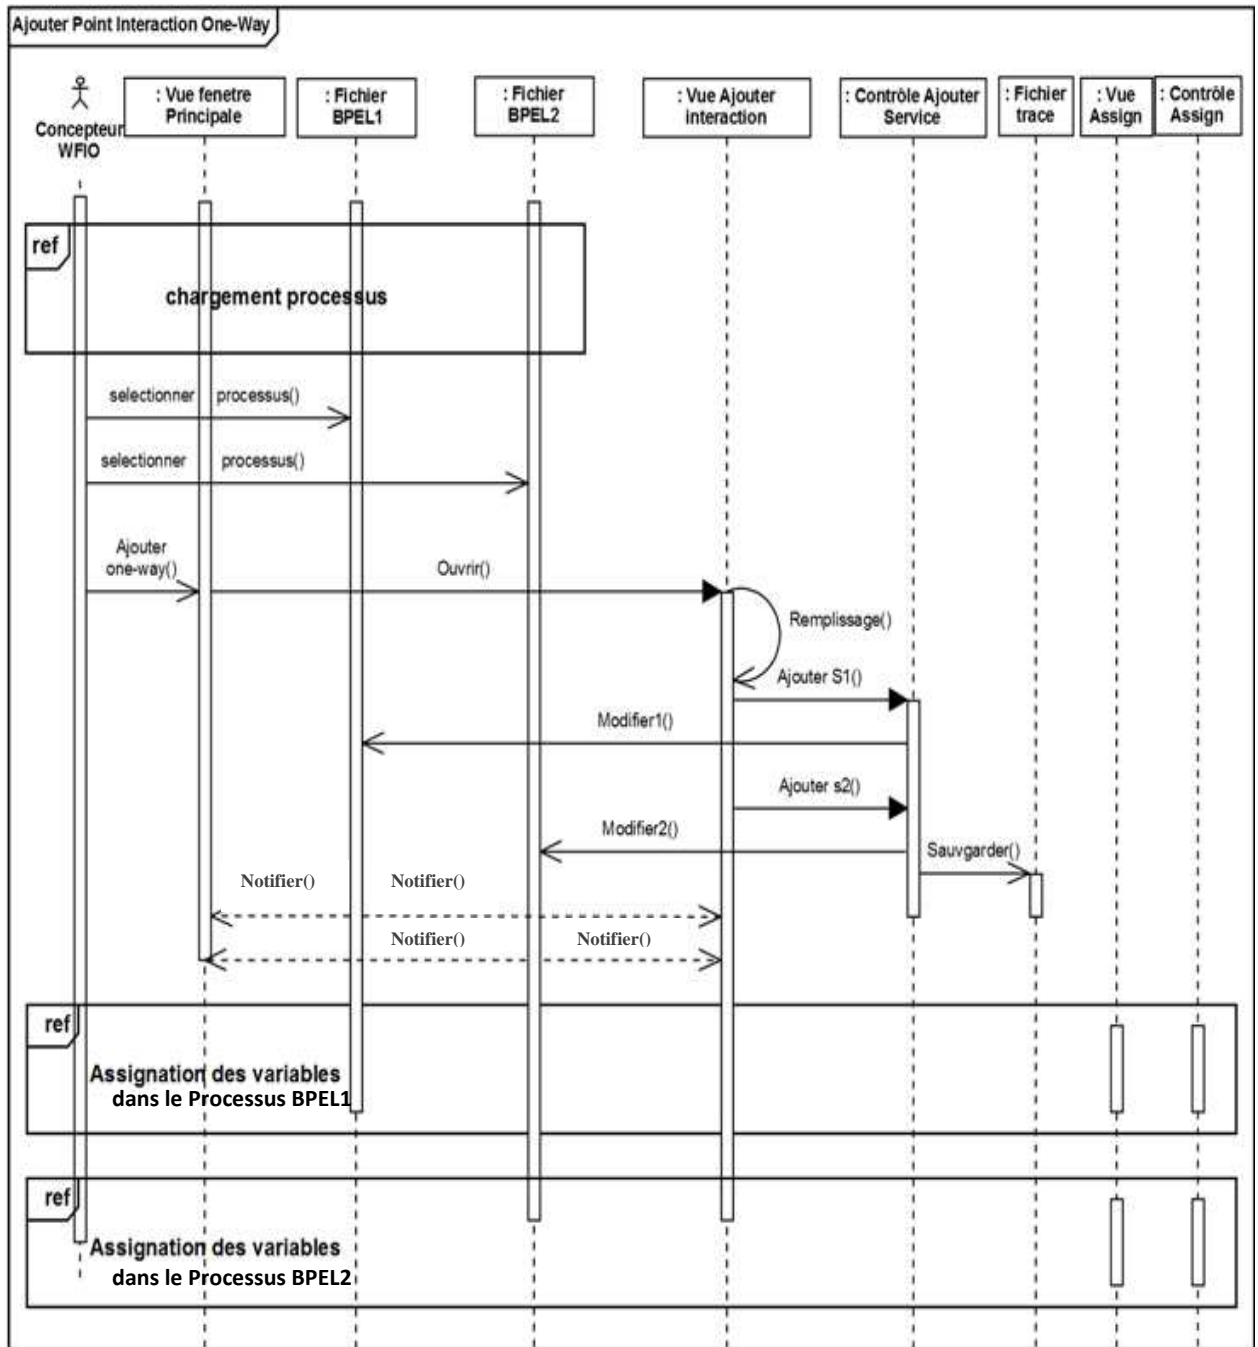 Ajouter Point Interaction One-Way
Concepteur
WFIO
: Vue fenetre
Principale
: Fichier
BPEL1
: Fichier
BPEL2
: Vue Ajouter
interaction
: Contrôle Ajouter
Service
: Fichier
trace
: Vue
Assign
: Contrôle
Assign
ref
chargement processus
selectionner processus()
selectionner processus()
Ajouter
one-way()
Ouvrir()
Remplissage()
Ajouter S1()
Modifier1()
Ajouter s2()
Modifier2()
Sauvgarder()
Notifier() Notifier()
Notifier() Notifier()
ref
Assignation des variables
dans le Processus BPEL1
ref
Assignation des variables
dans le Processus BPEL2